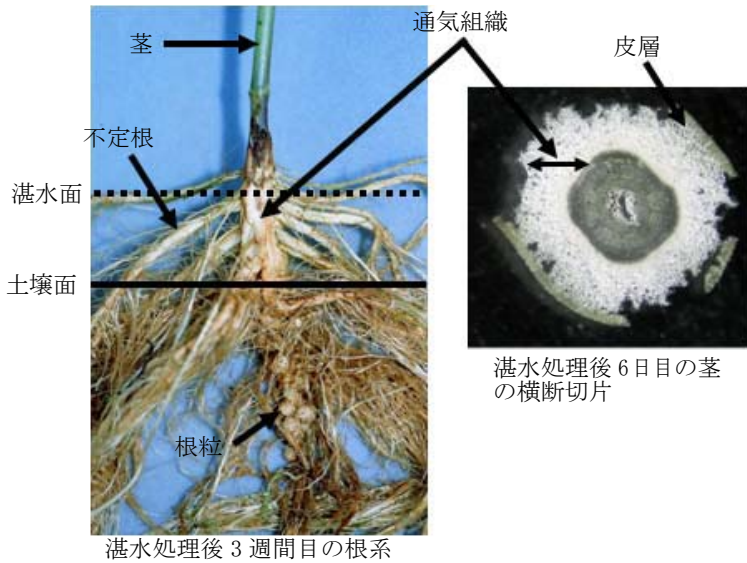 通気組織
茎
皮層
不定根
湛水面
土壌面
湛水処理後 6日目の茎
の横断切片
根粒
湛水処理後 3 週間目の根系